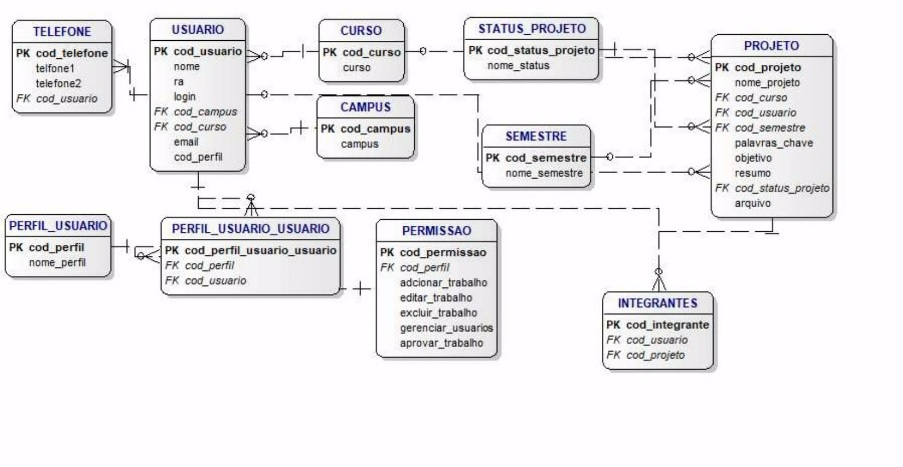 TELEFONE
PK cod_telefone
telfone1
telefone2
FK cod_usuario
USUARIO
PK cod_usuario
nome
ra
login
FK cod_campus
FK cod_curso
email
cod_perfil
CURSO
PK cod_curso
curso
CAMPUS
PK cod_campus
campus
STATUS_PROJETO
PK cod_status_projeto
nome_status
SEMESTRE
PK cod_semestre
nome_semestre
PROJETO
PK cod_projeto
nome_projeto
FK cod_curso
FK cod_usuario
FK cod_semestre
palavras_chave
objetivo
resumo
FK cod_status_projeto
arquivo
PERFIL_USUARIO
PK cod_perfil
nome_perfil
PERFIL_USUARIO_USUARIO
PK cod_perfil_usuario_usuario
FK cod_perfil
FK cod_usuario
PERMISSAO
PK cod_permissao
FK cod_perfil
adcionar_trabalho
editar_trabalho
excluir_trabalho
gerenciar_usuarios
aprovar_trabalho
INTEGRANTES
PK cod_integrante
FK cod_usuario
FK cod_projeto